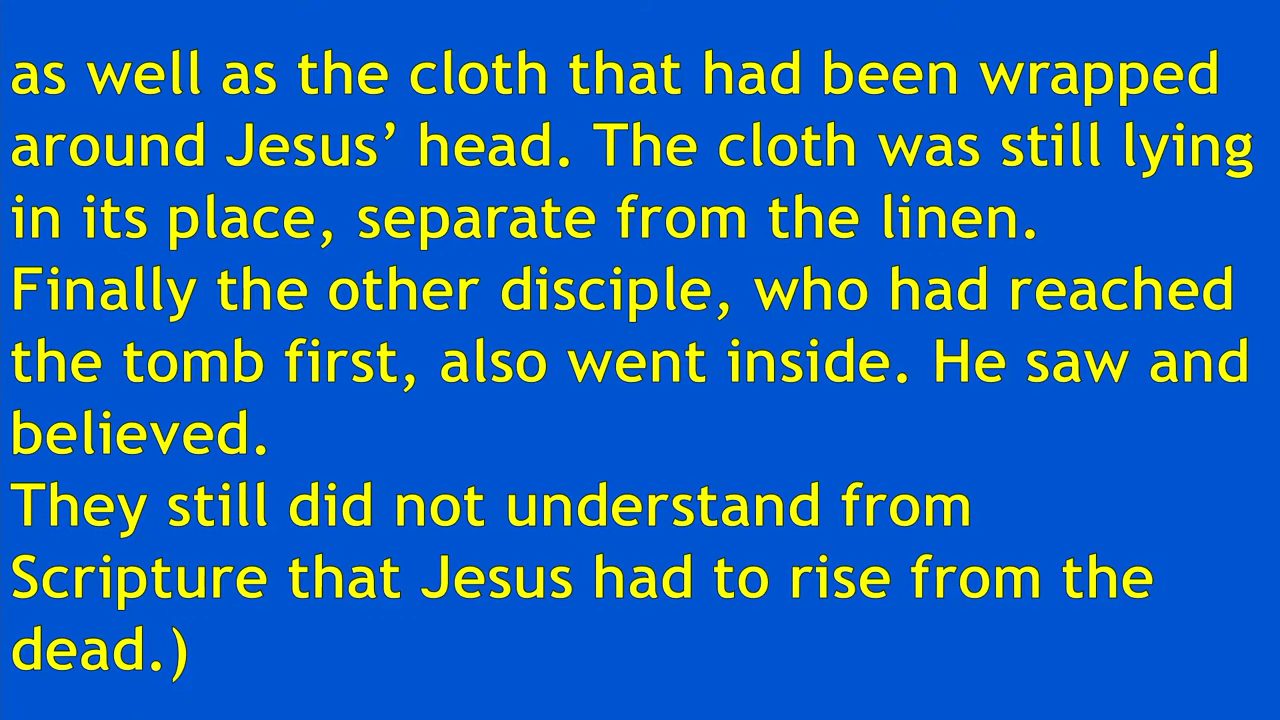 as well as the cloth that had been wrapped
around Jesus’ head. The cloth was still lying
in its place, separate from the linen.
Finally the other disciple, who had reached
the tomb first, also went inside. He saw and
believed.
They still did not understand from
Scripture that Jesus had to rise from the
dead.)